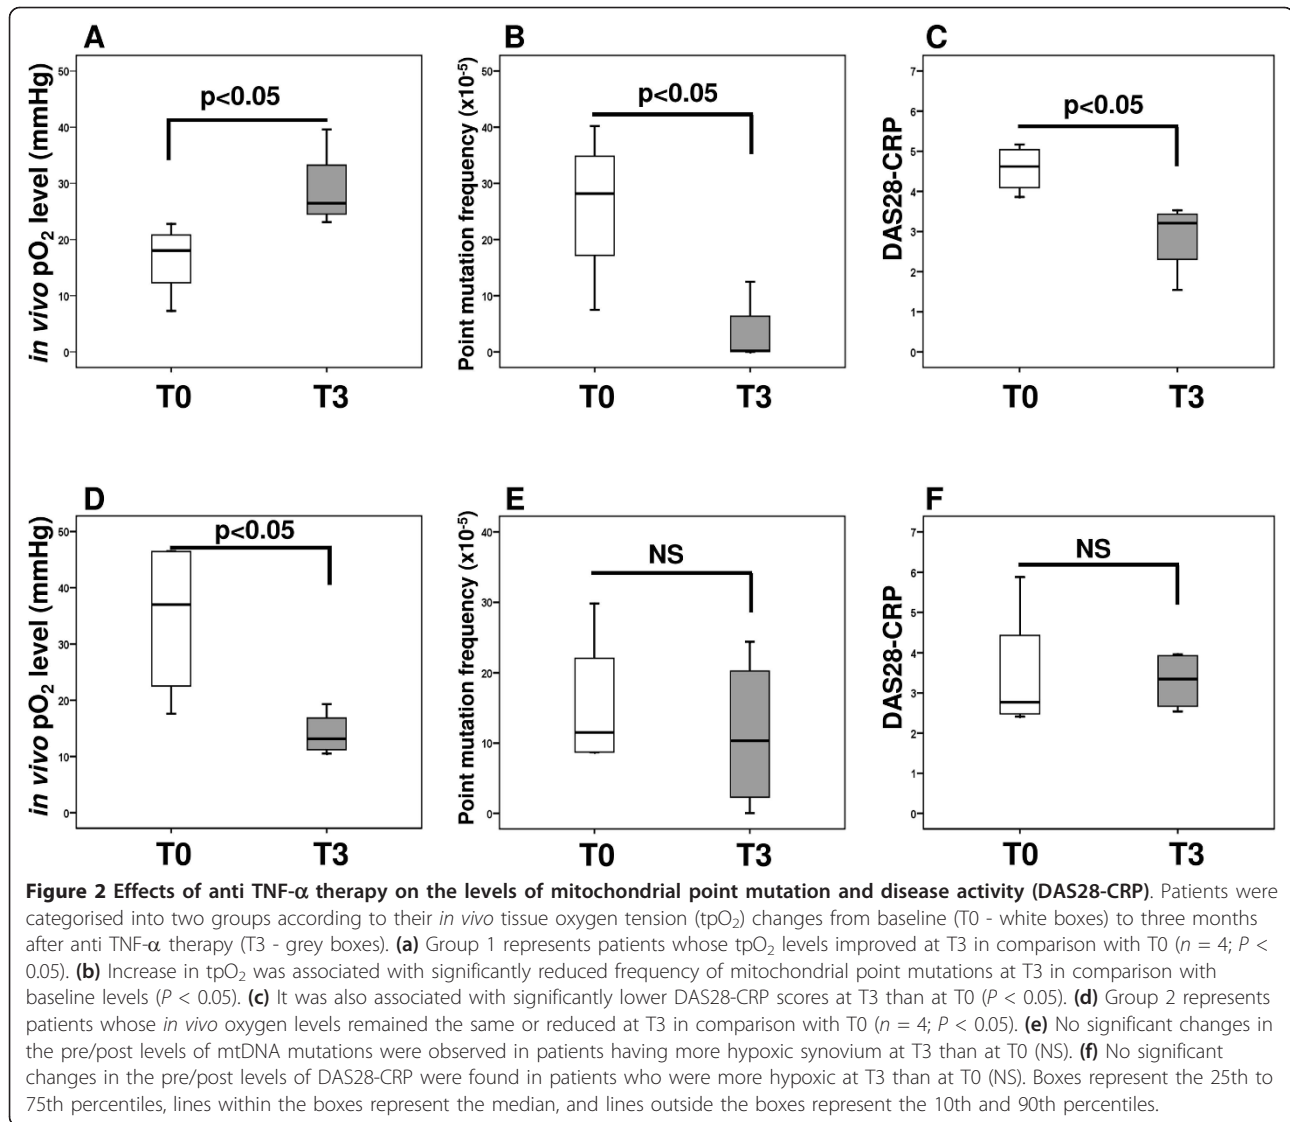 A
B
C
in vivo pO2 level (mmHg)
50
40
30
20
10
0
p<0.05
T0
T3
Point mutation frequency (x10-5)
50
40
30
20
10
0
p<0.05
T0
T3
DAS28-CRP
7
6
5
4
3
2
1
0
p<0.05
T0
T3
D
E
F
in vivo pO2 level (mmHg)
50
40
30
20
10
0
p<0.05
T0
T3
Point mutation frequency (x10-5)
40
30
20
10
0
NS
T0
T3
DAS28-CRP
7
6
5
4
3
2
1
0
NS
T0
T3
Figure 2 Effects of anti TNF-α therapy on the levels of mitochondrial point mutation and disease activity (DAS28-CRP). Patients were
categorised into two groups according to their in vivo tissue oxygen tension (tpO2) changes from baseline (T0 - white boxes) to three months
after anti TNF-α therapy (T3 - grey boxes). (a) Group 1 represents patients whose tpO2 levels improved at T3 in comparison with T0 (n = 4; P <
0.05). (b) Increase in tpO2 was associated with significantly reduced frequency of mitochondrial point mutations at T3 in comparison with
baseline levels (P < 0.05). (c) It was also associated with significantly lower DAS28-CRP scores at T3 than at T0 (P < 0.05). (d) Group 2 represents
patients whose in vivo oxygen levels remained the same or reduced at T3 in comparison with T0 (n = 4; P < 0.05). (e) No significant changes in
the pre/post levels of mtDNA mutations were observed in patients having more hypoxic synovium at T3 than at T0 (NS). (f) No significant
changes in the pre/post levels of DAS28-CRP were found in patients who were more hypoxic at T3 than at T0 (NS). Boxes represent the 25th to
75th percentiles, lines within the boxes represent the median, and lines outside the boxes represent the 10th and 90th percentiles.